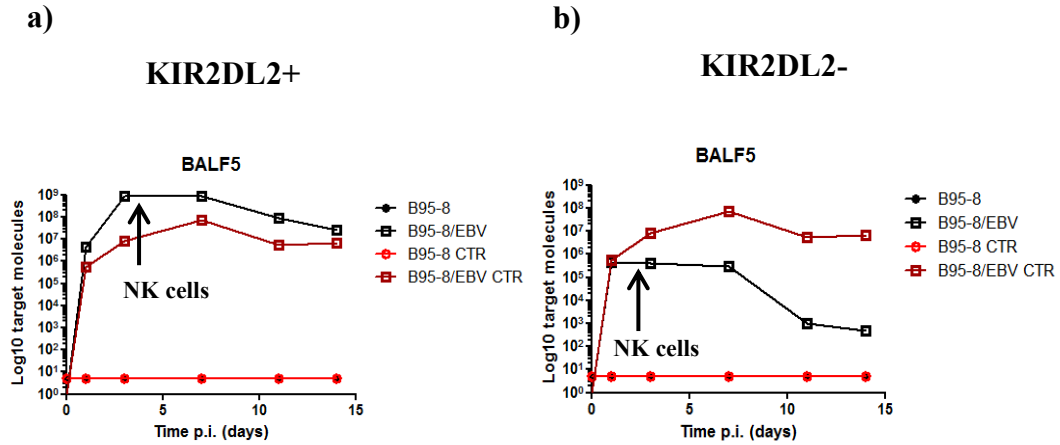 a)
KIR2DL2+
BALF5
Log10 target molecules
10⁹
10⁸
10⁷
10⁶
10⁵
10⁴
10³
10²
10¹
10⁰
NK cells
0
5
10
15
Time p.i. (days)
B95-8
B95-8/EBV
B95-8 CTR
B95-8/EBV CTR
b)
KIR2DL2-
BALF5
Log10 target molecules
10⁹
10⁸
10⁷
10⁶
10⁵
10⁴
10³
10²
10¹
10⁰
NK cells
0
5
10
15
Time p.i. (days)
B95-8
B95-8/EBV
B95-8 CTR
B95-8/EBV CTR